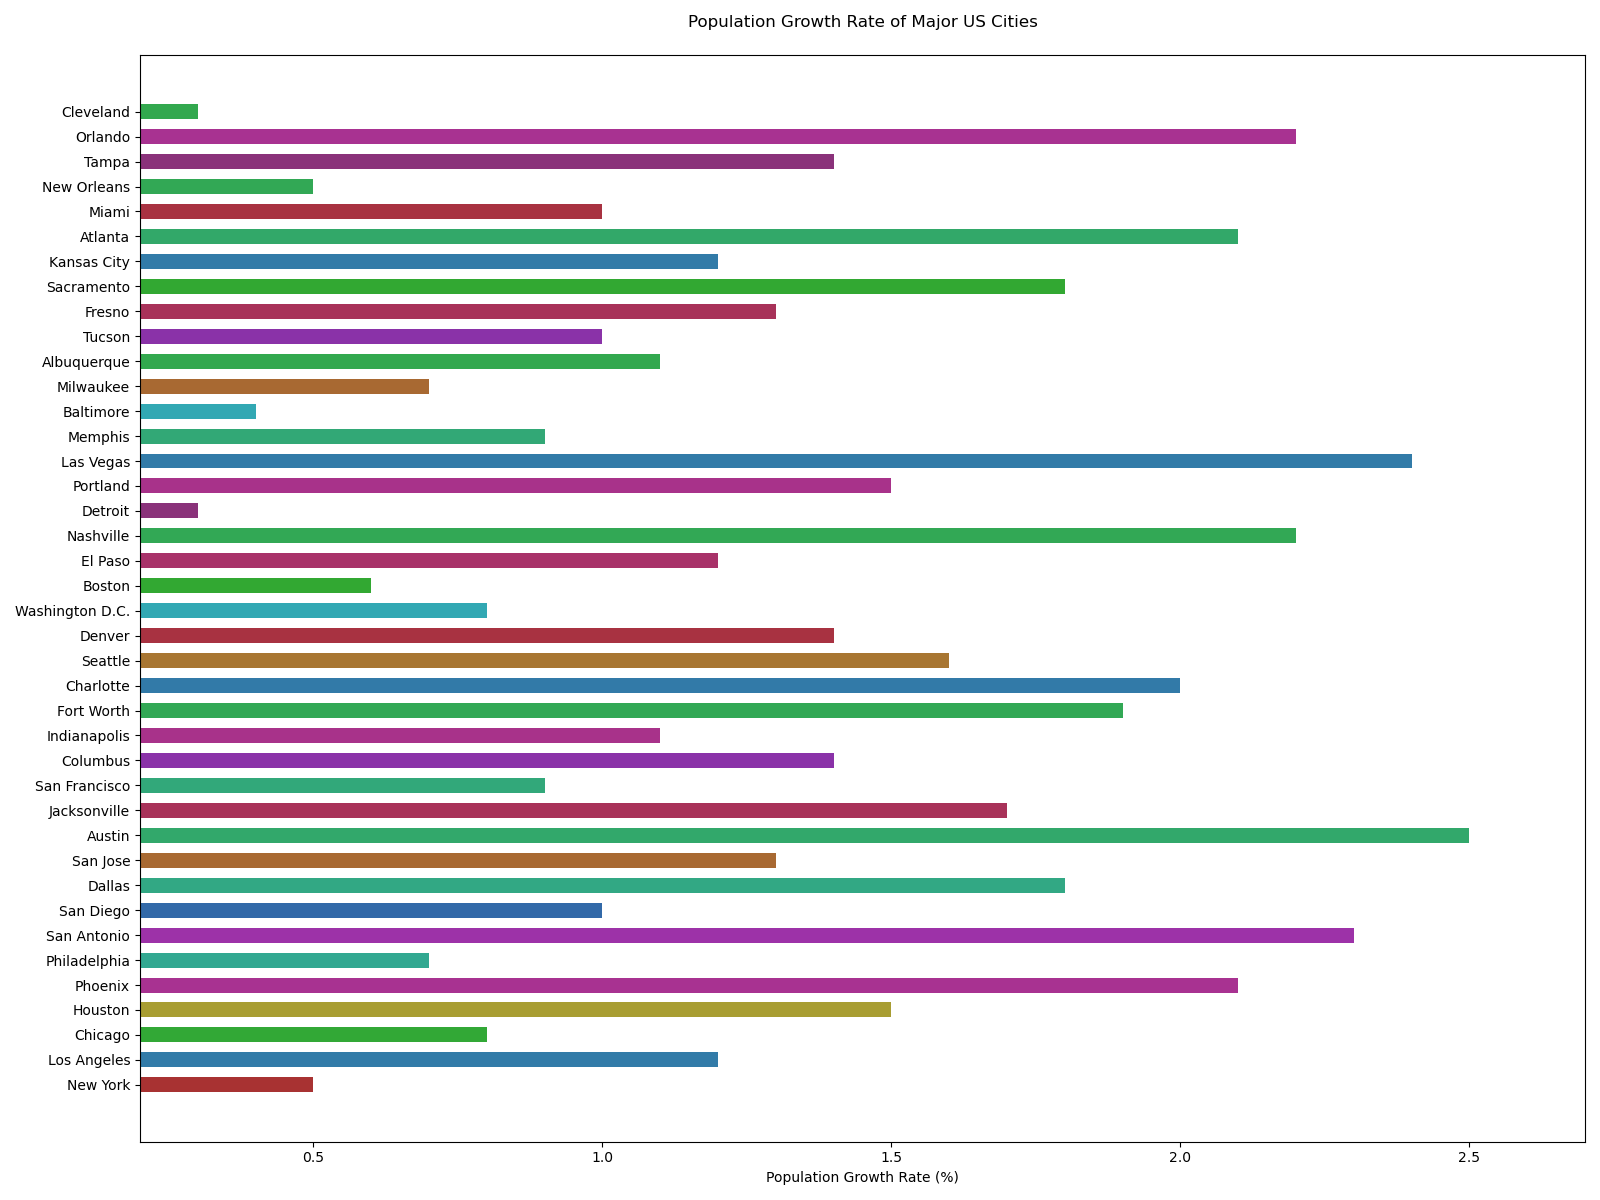 Population Growth Rate of Major US Cities
Cleveland
Orlando
Tampa
New Orleans
Miami
Atlanta
Kansas City
Sacramento
Fresno
Tucson
Albuquerque
Milwaukee
Baltimore
Memphis
Las Vegas
Portland
Detroit
Nashville
El Paso
Boston
Washington D.C.
Denver
Seattle
Charlotte
Fort Worth
Indianapolis
Columbus
San Francisco
Jacksonville
Austin
San Jose
Dallas
San Diego
San Antonio
Philadelphia
Phoenix
Houston
Chicago
Los Angeles
New York
0.5 1.0 1.5 2.0 2.5
Population Growth Rate (%)